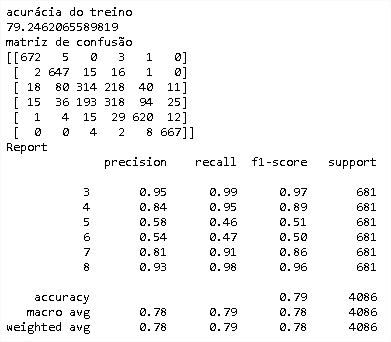 acurácia do treino
79.2462065589819
matriz de confusão
[[672 5 0 3 1 0]
[ 2 647 15 16 1 0]
[ 18 80 314 218 40 11]
[ 15 36 193 318 94 25]
[ 1 4 15 29 620 12]
[ 0 0 4 2 8 667]]
Report
precision recall f1-score support
3 0.95 0.99 0.97 681
4 0.84 0.95 0.89 681
5 0.58 0.46 0.51 681
6 0.54 0.47 0.50 681
7 0.81 0.91 0.86 681
8 0.93 0.98 0.96 681
accuracy 0.79 4086
macro avg 0.78 0.79 0.78 4086
weighted avg 0.78 0.79 0.78 4086